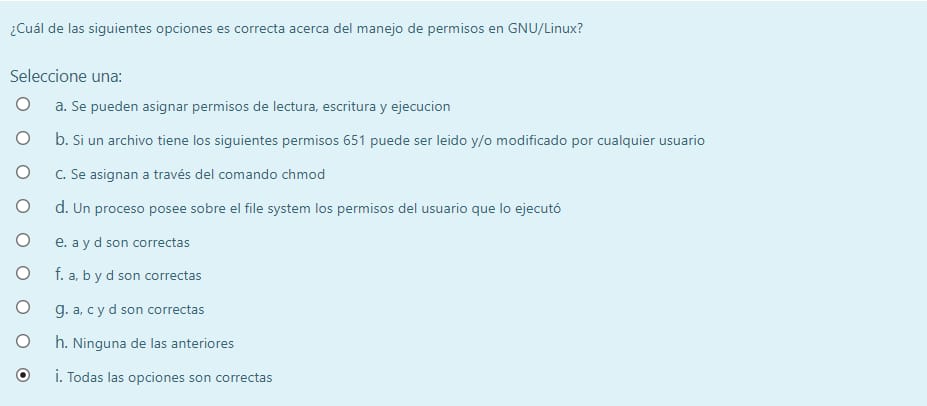 ¿Cuál de las siguientes opciones es correcta acerca del manejo de permisos en GNU/Linux?
Seleccione una:
a. Se pueden asignar permisos de lectura, escritura y ejecucion
b. Si un archivo tiene los siguientes permisos 651 puede ser leido y/o modificado por cualquier usuario
c. Se asignan a través del comando chmod
d. Un proceso posee sobre el file system los permisos del usuario que lo ejecutó
e. a y d son correctas
f. a, b y d son correctas
g. a, c y d son correctas
h. Ninguna de las anteriores
i. Todas las opciones son correctas